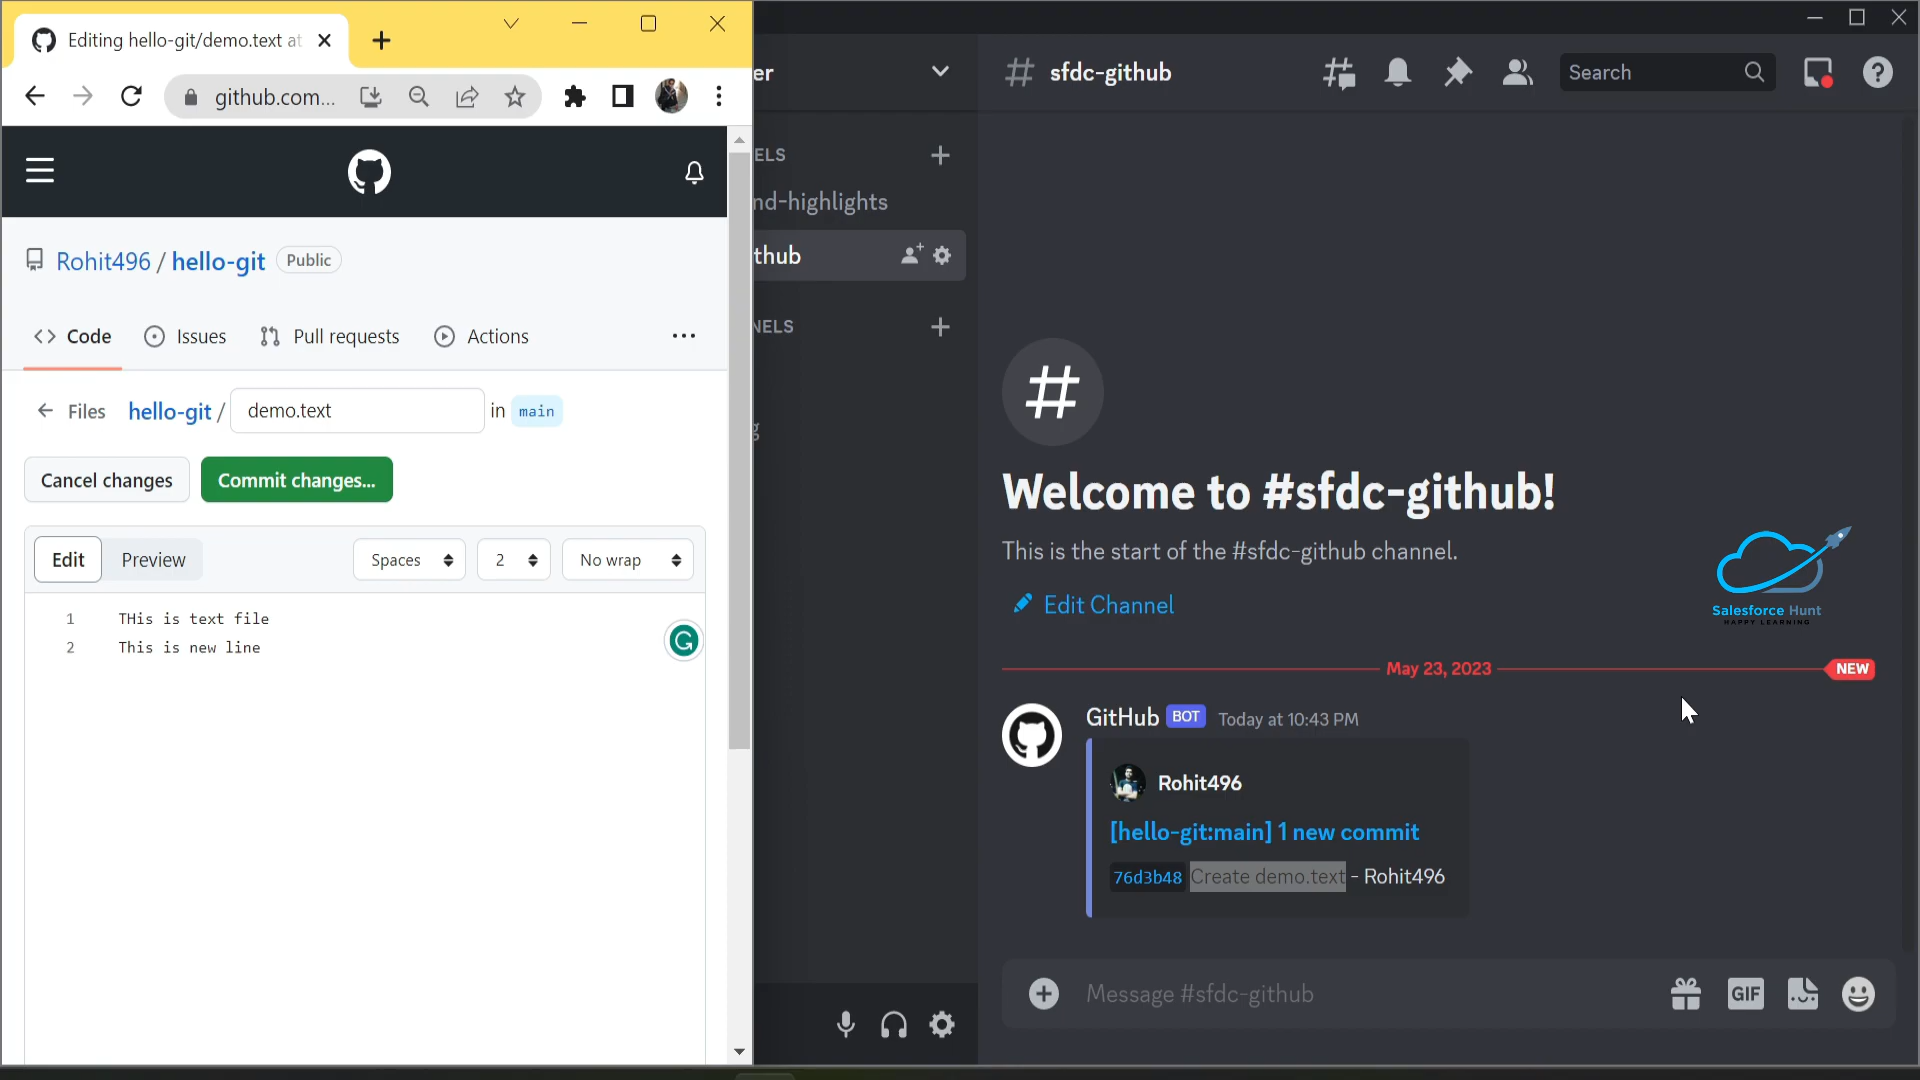 Editing hello-git/demo.text at
github.com...
Rohit496 / hello-git Public
Code Issues Pull requests Actions
Files hello-git / demo.text in main
Cancel changes Commit changes...
Edit Preview Spaces 2 No wrap
1 THis is text file
2 This is new line
er
ELS
nd-highlights
thub
NELS
g
# sfdc-github
Search
Welcome to #sfdc-github!
This is the start of the #sfdc-github channel.
Edit Channel
Salesforce Hunt
HAPPY LEARNING
May 23, 2023 NEW
GitHub BOT Today at 10:43 PM
Rohit496
[hello-git:main] 1 new commit
76d3b48 Create demo.text - Rohit496
Message #sfdc-github
GIF